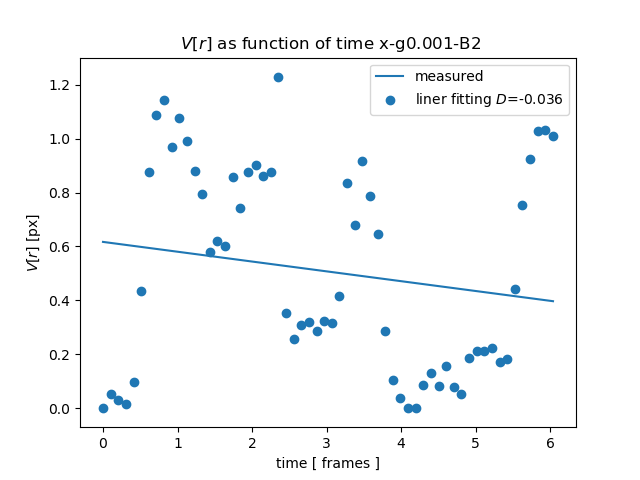 V[r] as function of time x-g0.001-B2
measured
liner fitting D=-0.036
V[r] [px]
1.2
1.0
0.8
0.6
0.4
0.2
0.0
0 1 2 3 4 5 6
time [ frames ]